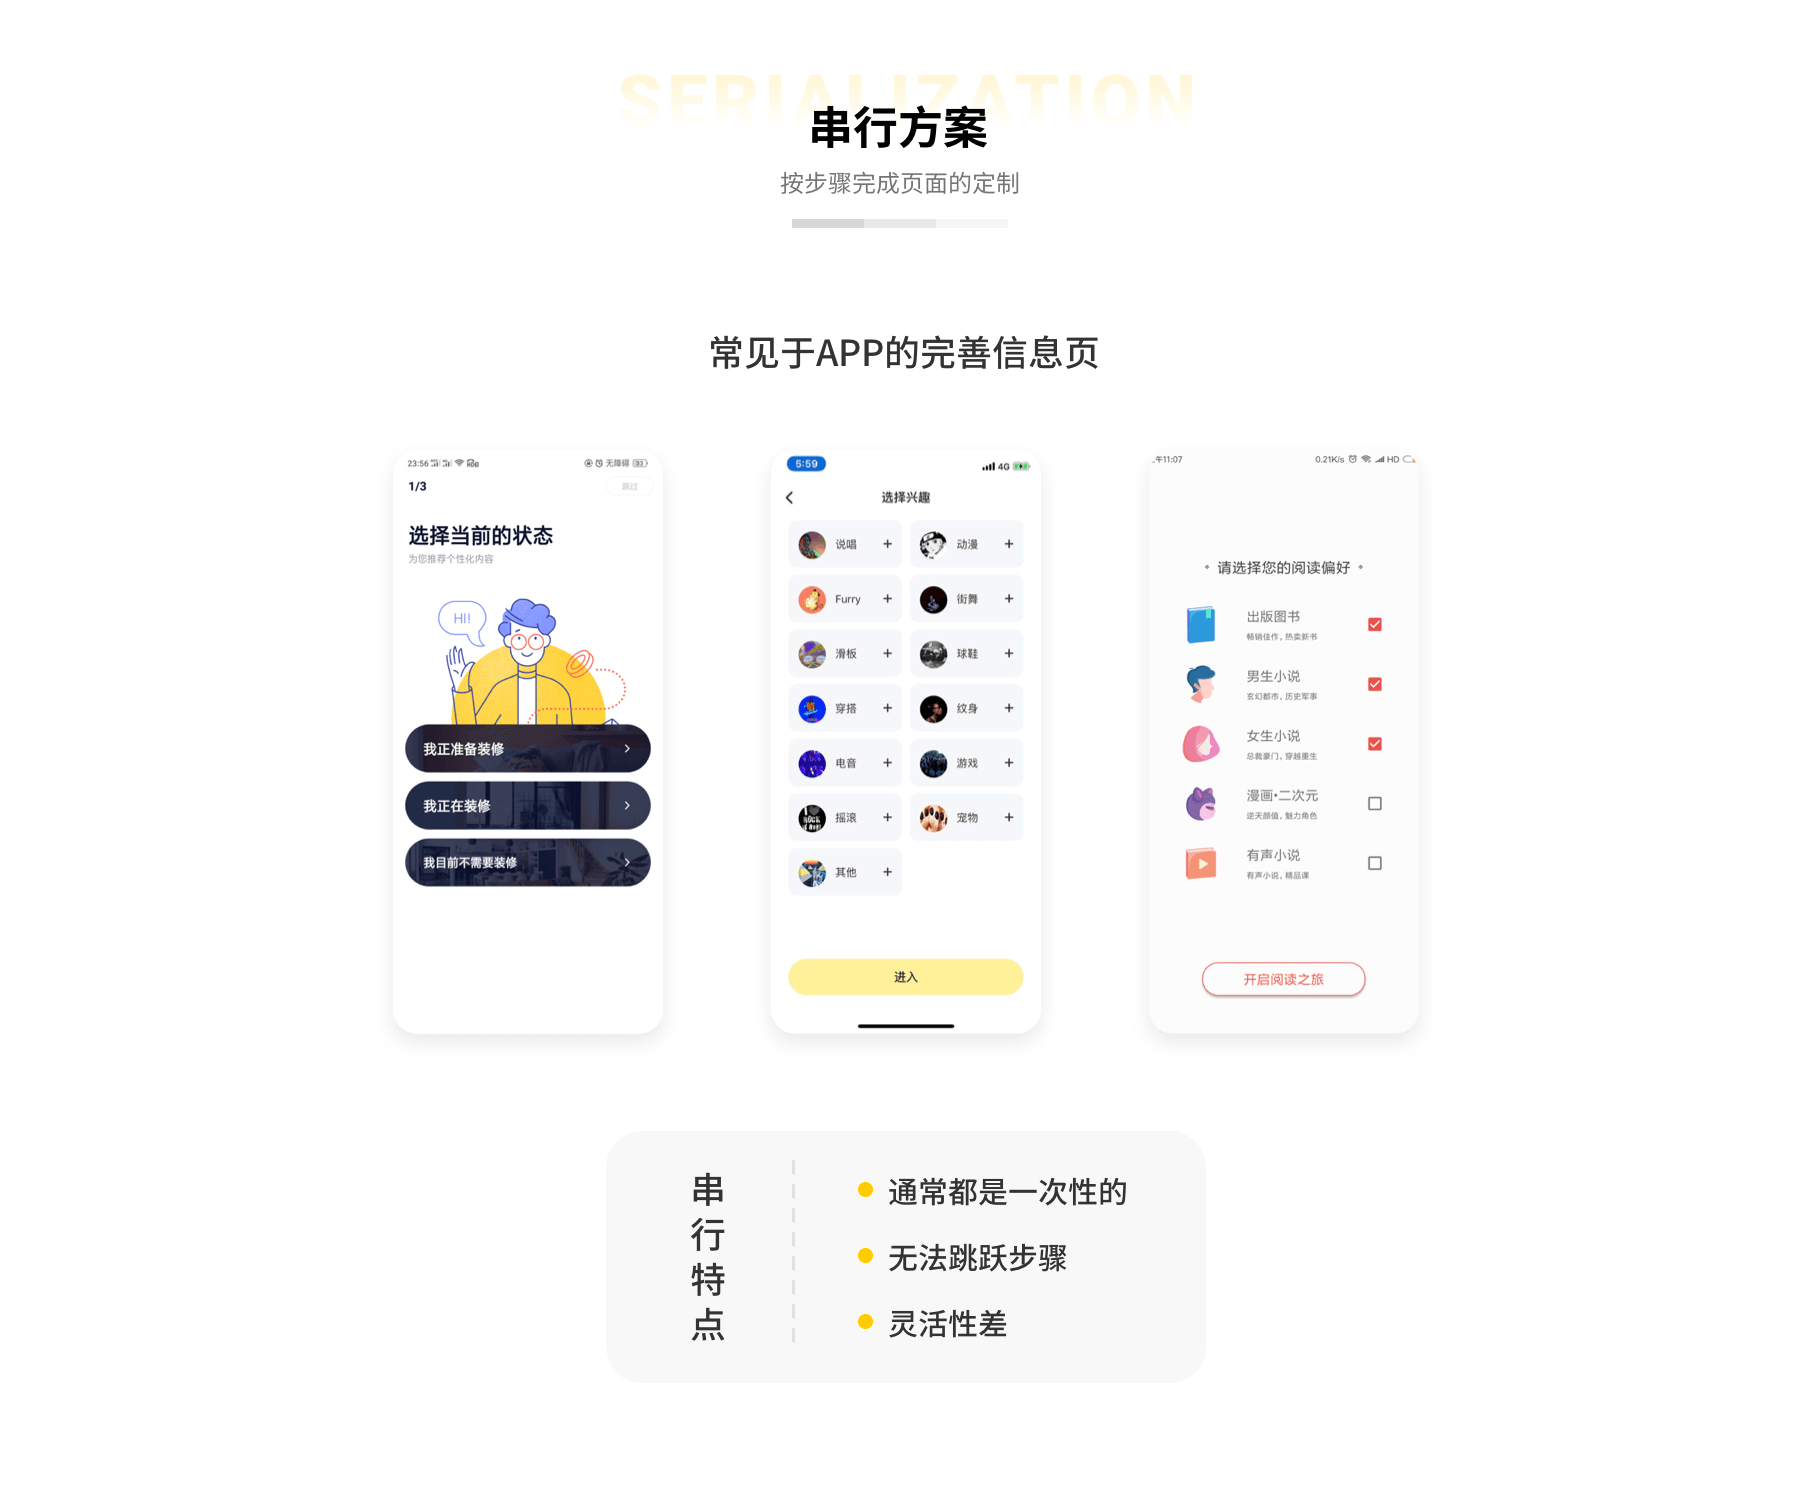 SERIALIZATION
串行方案
按步骤完成页面的定制
常见于APP的完善信息页
23:56
无障碍
33
1/3
跳过
选择当前的状态
为您推荐个性化内容
HI!
我正准备装修
我正在装修
我目前不需要装修
5:59
4G
选择兴趣
说唱
动漫
Furry
街舞
滑板
球鞋
穿搭
纹身
电音
游戏
摇滚
宠物
其他
进入
午11:07
0.21K/s
HD
请选择您的阅读偏好
出版图书
畅销佳作, 热卖新书
男生小说
玄幻都市, 历史军事
女生小说
总裁豪门, 穿越重生
漫画•二次元
逆天颜值, 魅力角色
有声小说
有声小说, 精品课
开启阅读之旅
串行特点
通常都是一次性的
无法跳跃步骤
灵活性差